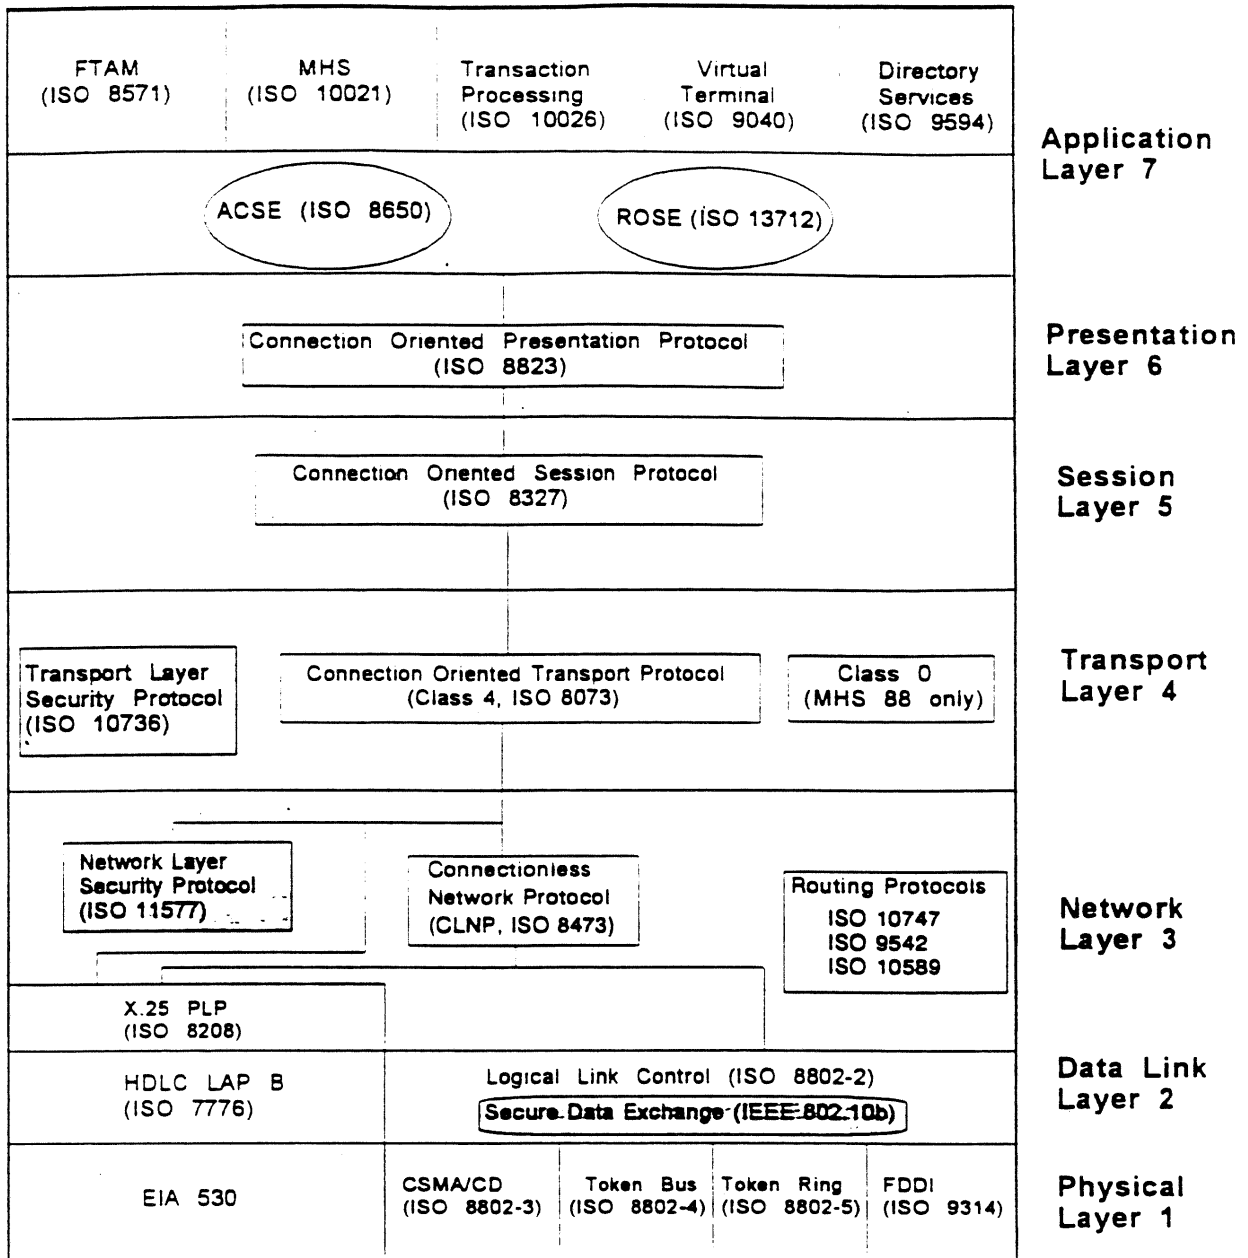 FTAM
(ISO 8571)
MHS
(ISO 10021)
Transaction
Processing
(ISO 10026)
Virtual
Terminal
(ISO 9040)
Directory
Services
(ISO 9594)
Application
Layer 7
ACSE (ISO 8650)
ROSE (ISO 13712)
Connection Oriented Presentation Protocol
(ISO 8823)
Presentation
Layer 6
Connection Oriented Session Protocol
(ISO 8327)
Session
Layer 5
Transport Layer
Security Protocol
(ISO 10736)
Connection Oriented Transport Protocol
(Class 4, ISO 8073)
Class 0
(MHS 88 only)
Transport
Layer 4
Network Layer
Security Protocol
(ISO 11577)
Connectionless
Network Protocol
(CLNP, ISO 8473)
Routing Protocols
ISO 10747
ISO 9542
ISO 10589
Network
Layer 3
X.25 PLP
(ISO 8208)
HDLC LAP B
(ISO 7776)
Logical Link Control (ISO 8802-2)
Secure Data Exchange (IEEE 802.10b)
Data Link
Layer 2
EIA 530
CSMA/CD
(ISO 8802-3)
Token Bus
(ISO 8802-4)
Token Ring
(ISO 8802-5)
FDDI
(ISO 9314)
Physical
Layer 1